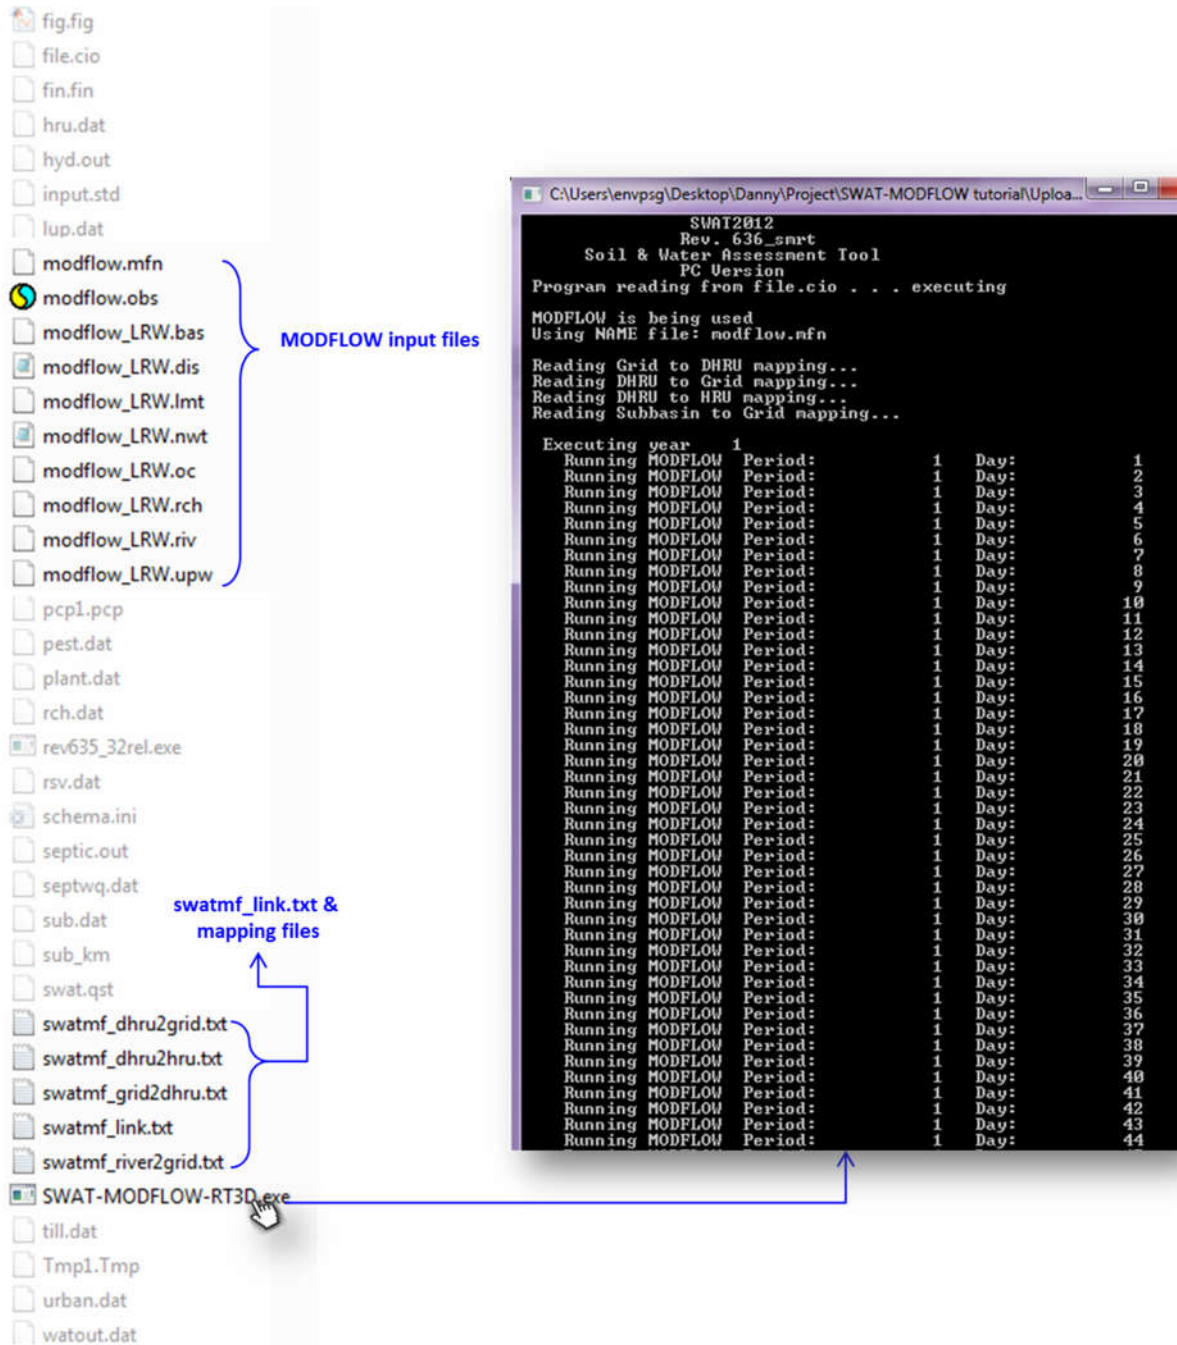 fig.fig
file.cio
fin.fin
hru.dat
hyd.out
input.std
lup.dat
modflow.mfn
modflow.obs
modflow_LRW.bas
modflow_LRW.dis
modflow_LRW.lmt
modflow_LRW.nwt
modflow_LRW.oc
modflow_LRW.rch
modflow_LRW.riv
modflow_LRW.upw
MODFLOW input files
pcp1.pcp
pest.dat
plant.dat
rch.dat
rev635_32rel.exe
rsv.dat
schema.ini
septic.out
septwq.dat
sub.dat
sub_km
swat.qst
swatmf_link.txt &
mapping files
swatmf_dhru2grid.txt
swatmf_dhru2hru.txt
swatmf_grid2dhru.txt
swatmf_link.txt
swatmf_river2grid.txt
SWAT-MODFLOW-RT3D.exe
till.dat
Tmp1.Tmp
urban.dat
watout.dat
C:\Users\envpsg\Desktop\Danny\Project\SWAT-MODFLOW tutorial\Uploa...
SWAT2012
Rev. 636_smrt
Soil & Water Assessment Tool
PC Version
Program reading from file.cio . . . executing
MODFLOW is being used
Using NAME file: modflow.mfn
Reading Grid to DHRU mapping...
Reading DHRU to Grid mapping...
Reading DHRU to HRU mapping...
Reading Subbasin to Grid mapping...
Executing year 1
Running MODFLOW Period: 1 Day: 1
Running MODFLOW Period: 1 Day: 2
Running MODFLOW Period: 1 Day: 3
Running MODFLOW Period: 1 Day: 4
Running MODFLOW Period: 1 Day: 5
Running MODFLOW Period: 1 Day: 6
Running MODFLOW Period: 1 Day: 7
Running MODFLOW Period: 1 Day: 8
Running MODFLOW Period: 1 Day: 9
Running MODFLOW Period: 1 Day: 10
Running MODFLOW Period: 1 Day: 11
Running MODFLOW Period: 1 Day: 12
Running MODFLOW Period: 1 Day: 13
Running MODFLOW Period: 1 Day: 14
Running MODFLOW Period: 1 Day: 15
Running MODFLOW Period: 1 Day: 16
Running MODFLOW Period: 1 Day: 17
Running MODFLOW Period: 1 Day: 18
Running MODFLOW Period: 1 Day: 19
Running MODFLOW Period: 1 Day: 20
Running MODFLOW Period: 1 Day: 21
Running MODFLOW Period: 1 Day: 22
Running MODFLOW Period: 1 Day: 23
Running MODFLOW Period: 1 Day: 24
Running MODFLOW Period: 1 Day: 25
Running MODFLOW Period: 1 Day: 26
Running MODFLOW Period: 1 Day: 27
Running MODFLOW Period: 1 Day: 28
Running MODFLOW Period: 1 Day: 29
Running MODFLOW Period: 1 Day: 30
Running MODFLOW Period: 1 Day: 31
Running MODFLOW Period: 1 Day: 32
Running MODFLOW Period: 1 Day: 33
Running MODFLOW Period: 1 Day: 34
Running MODFLOW Period: 1 Day: 35
Running MODFLOW Period: 1 Day: 36
Running MODFLOW Period: 1 Day: 37
Running MODFLOW Period: 1 Day: 38
Running MODFLOW Period: 1 Day: 39
Running MODFLOW Period: 1 Day: 40
Running MODFLOW Period: 1 Day: 41
Running MODFLOW Period: 1 Day: 42
Running MODFLOW Period: 1 Day: 43
Running MODFLOW Period: 1 Day: 44